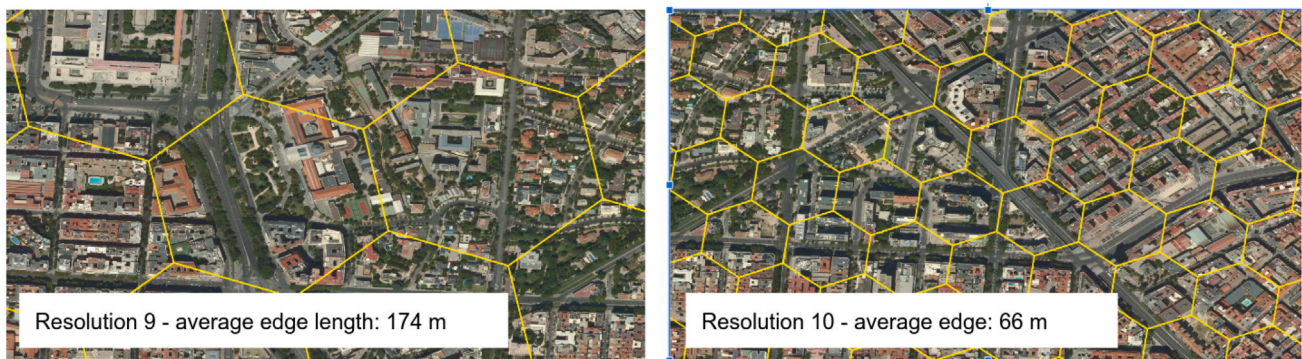 Resolution 9 - average edge length: 174 m
Resolution 10 - average edge: 66 m